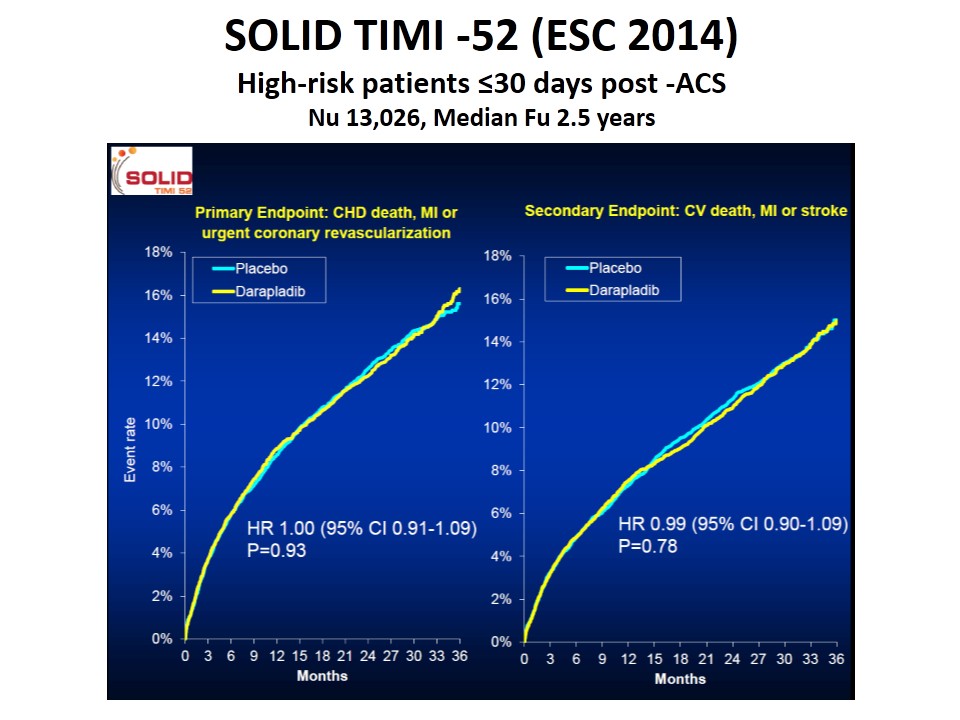 SOLID TIMI -52 (ESC 2014)
High-risk patients ≤30 days post -ACS
Nu 13,026, Median Fu 2.5 years
SOLID
TIMI 52
Primary Endpoint: CHD death, MI or
urgent coronary revascularization
18%
16%
14%
12%
10%
8%
6%
4%
2%
0%
Event rate
Placebo
Darapladib
HR 1.00 (95% CI 0.91-1.09)
P=0.93
0 3 6 9 12 15 18 21 24 27 30 33 36
Months
Secondary Endpoint: CV death, MI or stroke
18%
16%
14%
12%
10%
8%
6%
4%
2%
0%
Placebo
Darapladib
HR 0.99 (95% CI 0.90-1.09)
P=0.78
0 3 6 9 12 15 18 21 24 27 30 33 36
Months